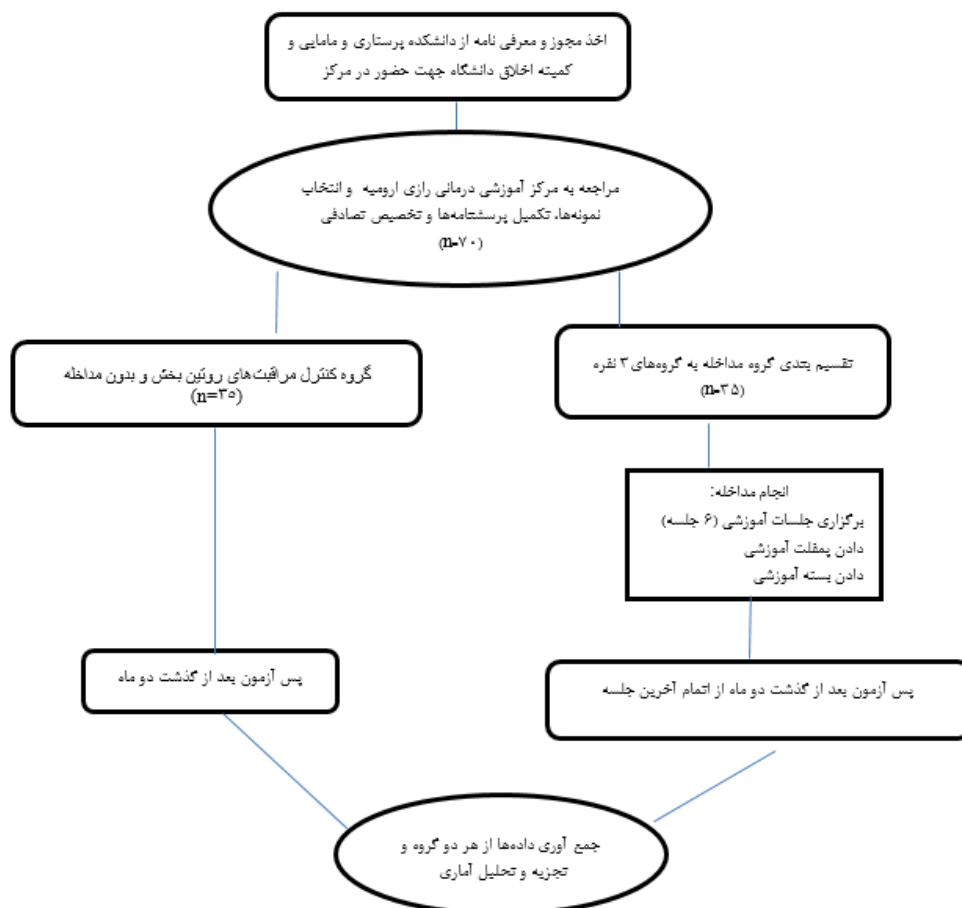 اخذ مجوز و معرفی نامه از دانشکده پرستاری و مامایی و
کمیته اخلاق دانشگاه جهت حضور در مرکز
مراجعه به مرکز آموزشی درمانی رازی ارومیه و انتخاب
نمونه‌ها، تکمیل پرسشنامه‌ها و تخصیص تصادفی
(n=۷۰)
تقسیم بندی گروه مداخله به گروه‌های ۳ نفره
(n=۳۵)
گروه کنترل مراقبت‌های روتین بخش و بدون مداخله
(n=۳۵)
انجام مداخله:
برگزاری جلسات آموزشی (۶ جلسه)
دادن پمفلت آموزشی
دادن بسته آموزشی
پس آزمون بعد از گذشت دو ماه از اتمام آخرین جلسه
پس آزمون بعد از گذشت دو ماه
جمع آوری داده‌ها از هر دو گروه و
تجزیه و تحلیل آماری